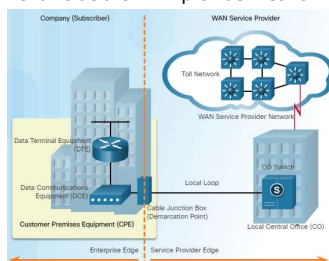 Company (Subscriber)
WAN Service Provider
Toll Network
WAN Service Provider Network
Data Terminal Equipment
(DTE)
CO Switch
S
Data Communications
Equipment (DCE)
Local Loop
Cable Junction Box
(Demarcation Point)
Customer Premises Equipment (CPE)
Local Central Office (CO)
Enterprise Edge
Service Provider Edge